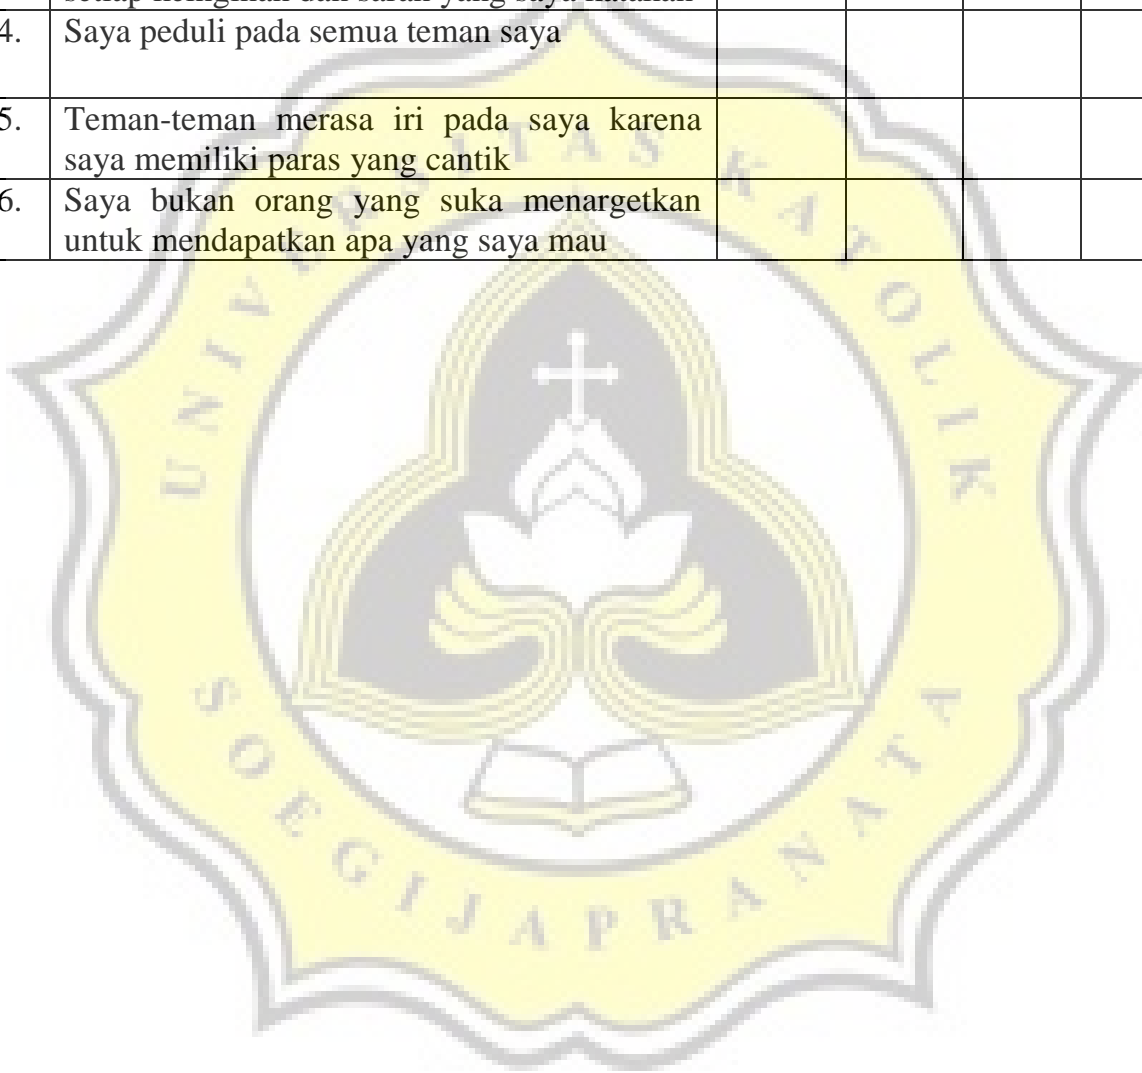 4. Saya peduli pada semua teman saya
5. Teman-teman merasa iri pada saya karena
saya memiliki paras yang cantik
6. Saya bukan orang yang suka menargetkan
untuk mendapatkan apa yang saya mau
UNIVERSITAS KATOLIK
SOEGIJAPRANATA